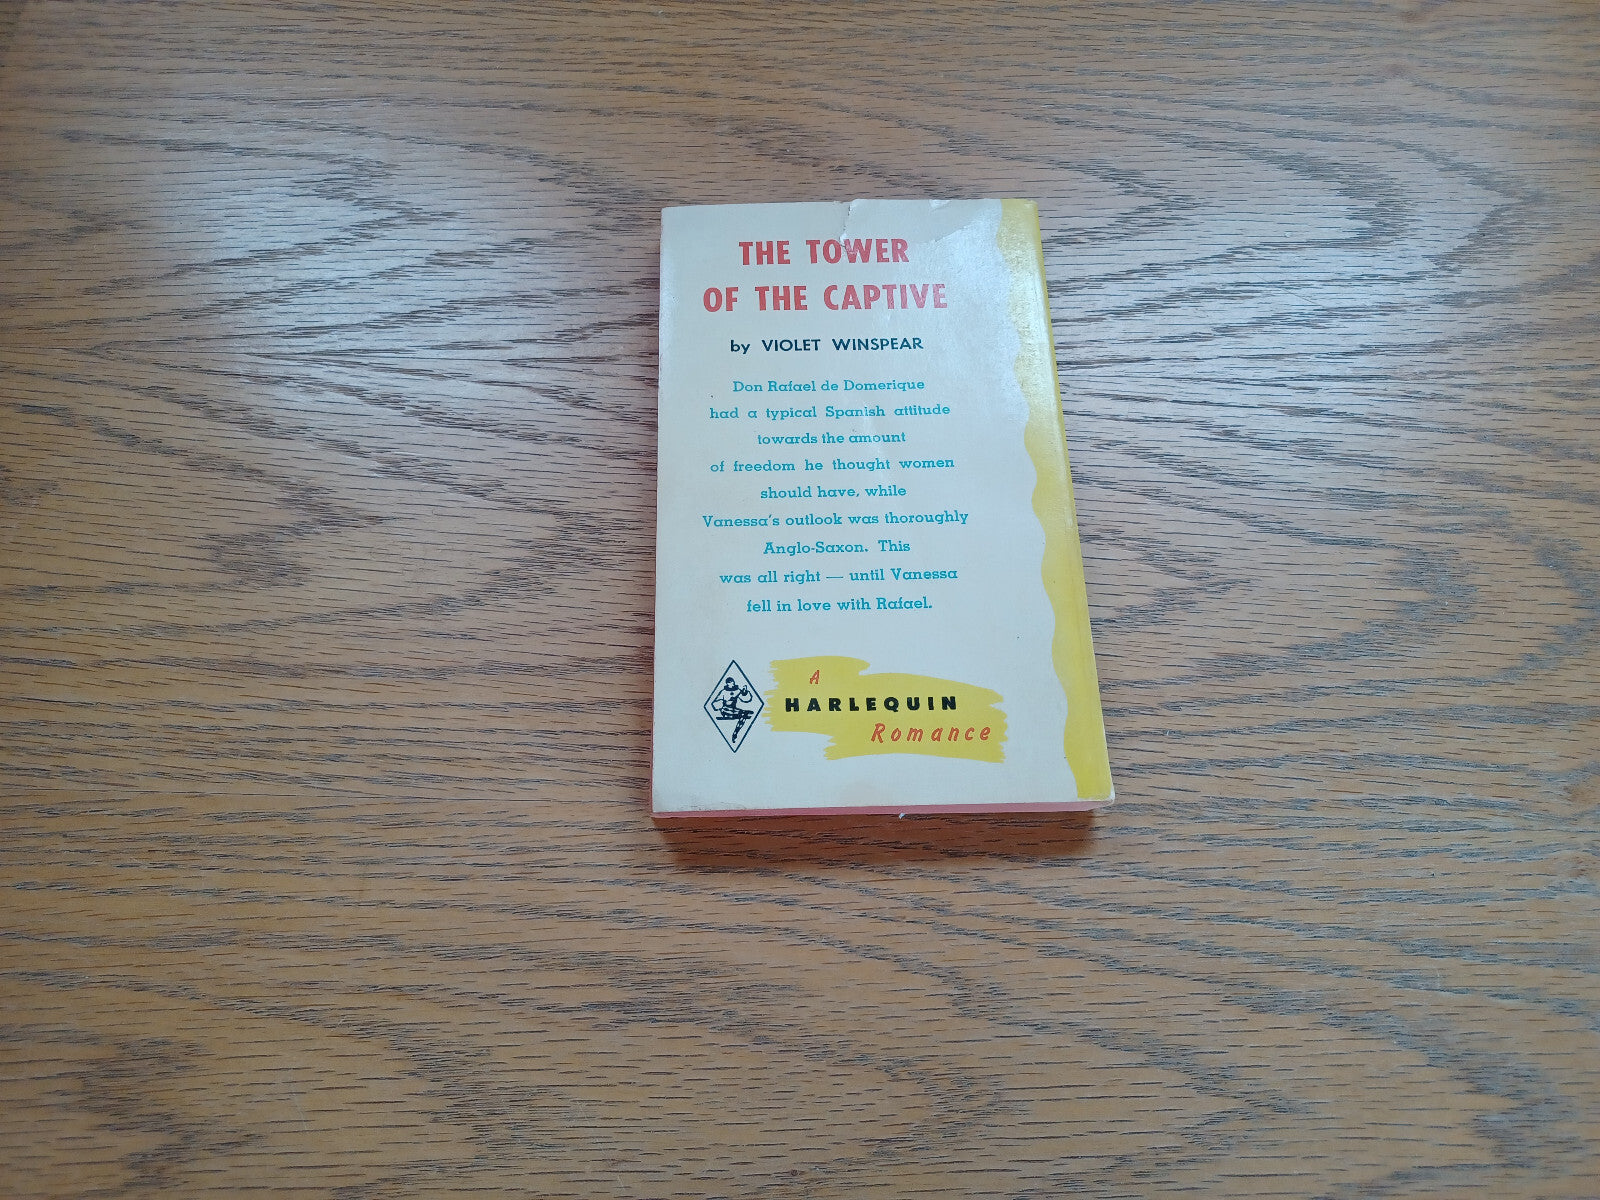 THE TOWER
OF THE CAPTIVE
by VIOLET WINSPEAR
Don Rafael de Domerique
had a typical Spanish attitude
towards the amount
of freedom he thought women
should have, while
Vanessa's outlook was thoroughly
Anglo-Saxon. This
was all right — until Vanessa
fell in love with Rafael.
A
HARLEQUIN
Romance